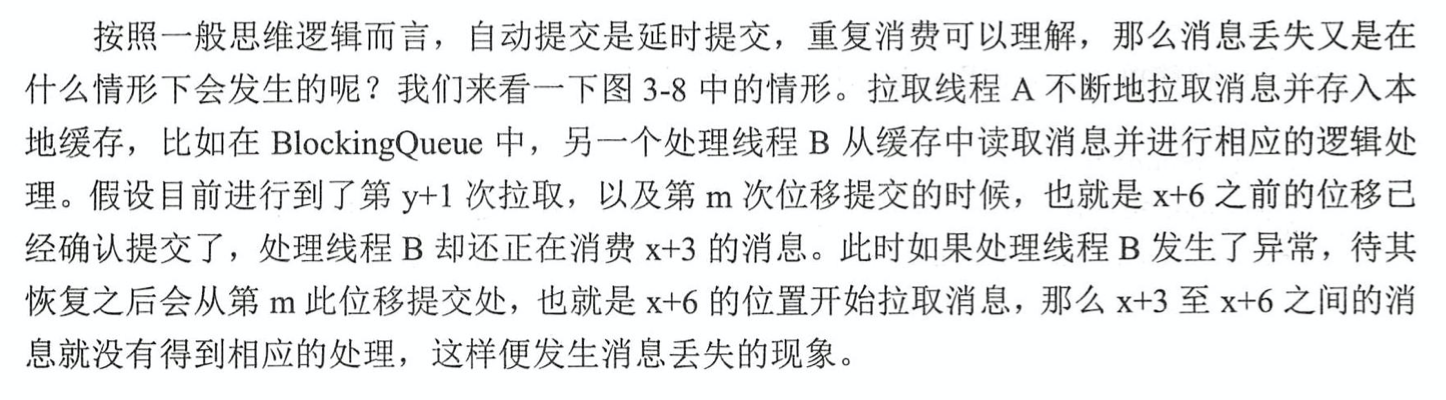 按照一般思维逻辑而言，自动提交是延时提交，重复消费可以理解，那么消息丢失又是在
什么情形下会发生的呢？我们来看一下图 3-8 中的情形。拉取线程 A 不断地拉取消息并存入本
地缓存，比如在 BlockingQueue 中，另一个处理线程 B 从缓存中读取消息并进行相应的逻辑处
理。假设目前进行到了第 y+1 次拉取，以及第 m 次位移提交的时候，也就是 x+6 之前的位移已
经确认提交了，处理线程 B 却还正在消费 x+3 的消息。此时如果处理线程 B 发生了异常，待其
恢复之后会从第 m 此位移提交处，也就是 x+6 的位置开始拉取消息，那么 x+3 至 x+6 之间的消
息就没有得到相应的处理，这样便发生消息丢失的现象。